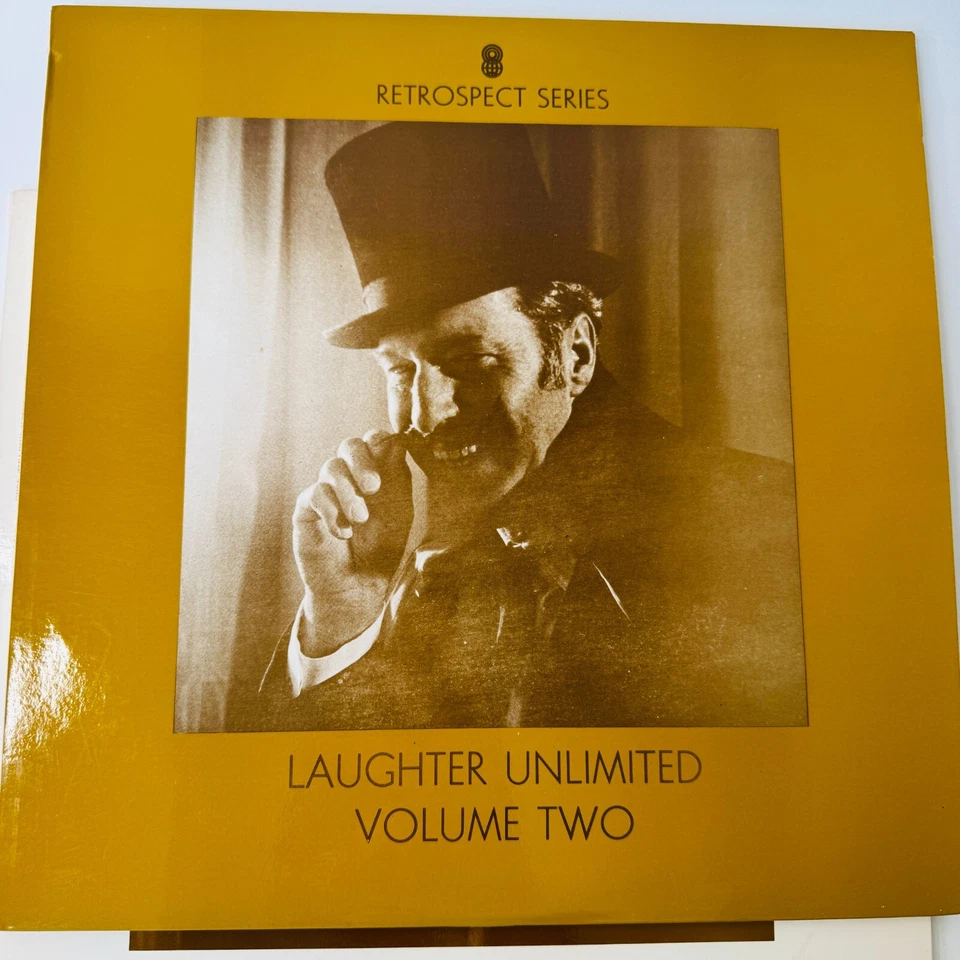 RETROSPECT SERIES
LAUGHTER UNLIMITED
VOLUME TWO